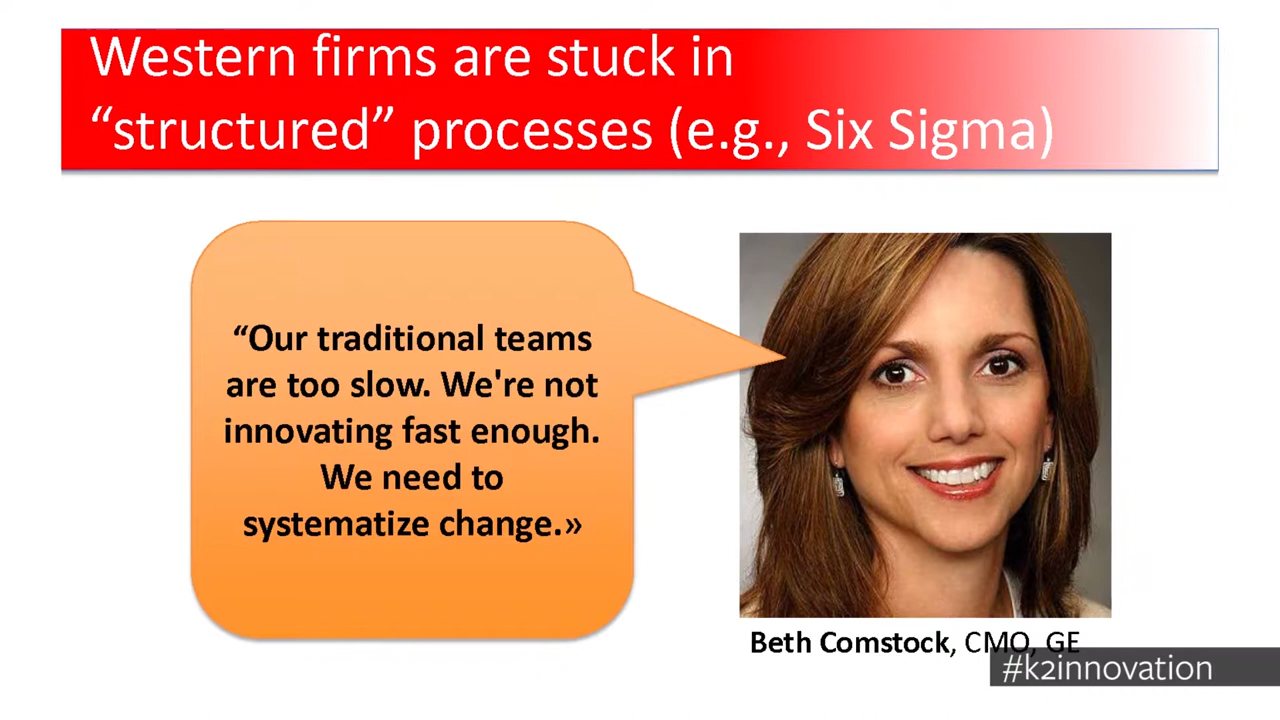 Western firms are stuck in
“structured” processes (e.g., Six Sigma)
“Our traditional teams
are too slow. We're not
innovating fast enough.
We need to
systematize change.»
Beth Comstock, CMO, GE
#k2innovation